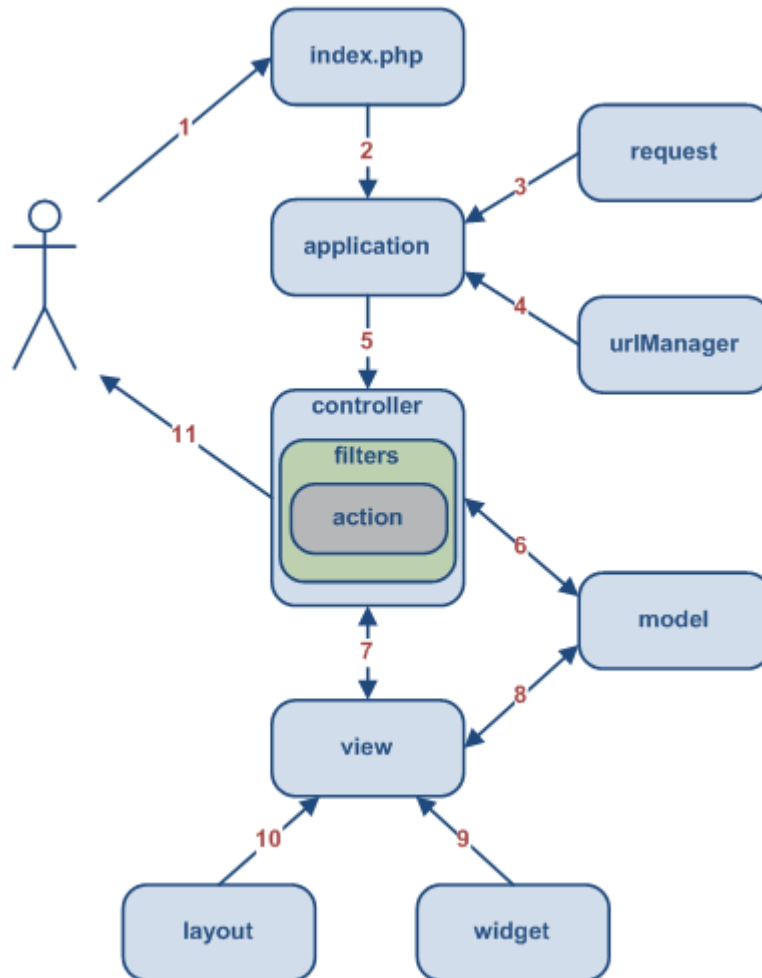 index.php
1
2
request
3
application
4
urlManager
5
controller
filters
11
action
6
model
7
8
view
10
9
layout
widget